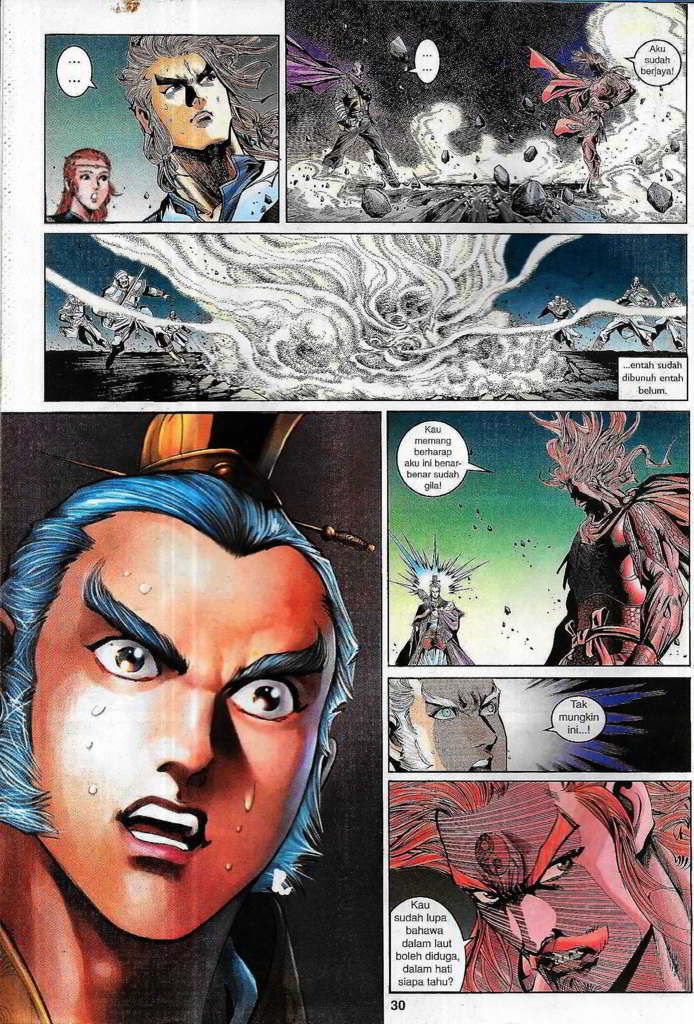 ... ...
... ...
Aku
sudah
berjaya!
...entah sudah
dibunuh entah
belum.
Kau
memang
berharap
aku ini benar-
benar sudah
gila!
Tak
mungkin
ini...!
Kau
sudah lupa
bahawa
dalam laut
boleh diduga,
dalam hati
siapa tahu?
30